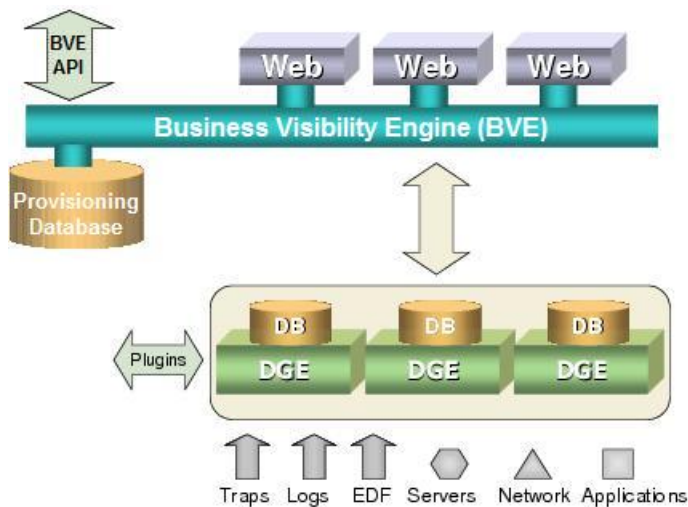 BVE
API
Web Web Web
Business Visibility Engine (BVE)
Provisioning
Database
DB DB DB
Plugins
DGE DGE DGE
Traps Logs EDF Servers Network Applications